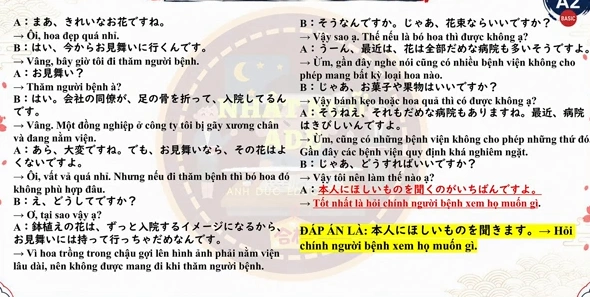 A2
BASIC
A：まあ、きれいなお花ですね。
→ Ôi, hoa đẹp quá nhỉ.
B：はい、今からお見舞いに行くんです。
→ Vâng, bây giờ tôi đi thăm người bệnh.
A：お見舞い？
→ Thăm người bệnh à?
B：はい。会社の同僚が、足の骨を折って、入院してるん
です。
→ Vâng. Một đồng nghiệp ở công ty tôi bị gãy xương chân
và đang nằm viện.
A：あら、大変ですね。でも、お見舞いなら、その花はよ
くないですよ。
→ Ôi, vất vả quá nhỉ. Nhưng nếu đi thăm bệnh thì bó hoa đó
không phù hợp đâu.
B：え、どうしてですか？
→ Ơ, tại sao vậy ạ?
A：鉢植えの花は、ずっと入院するイメージになるから、
お見舞いには持って行っちゃだめなんです。
→ Vì hoa trồng trong chậu gợi lên hình ảnh phải nằm viện
lâu dài, nên không được mang đi khi thăm người bệnh.
B：そうなんですか。じゃあ、花束ならいいですか？
→ Vậy sao ạ. Thế nếu là bó hoa thì được không ạ?
A：うーん、最近は、花は全部だめな病院も多いそうですよ。
→ Ừm, gần đây nghe nói cũng có nhiều bệnh viện không cho
phép mang bất kỳ loại hoa nào.
B：じゃあ、お菓子や果物はいいですか？
→ Vậy bánh kẹo hoặc hoa quả thì có được không ạ?
A：そうねえ、それもだめな病院もありますね。最近、病院
はきびしいんですよ。
→ Ừm, cũng có những bệnh viện không cho phép những thứ đó.
Gần đây các bệnh viện quy định khá nghiêm ngặt.
B：じゃあ、どうすればいいですか？
→ Vậy tôi nên làm thế nào ạ?
A：本人にほしいものを聞くのがいちばんですよ。
→ Tốt nhất là hỏi chính người bệnh xem họ muốn gì.
ĐÁP ÁN LÀ: 本人にほしいものを聞きます。→ Hỏi
chính người bệnh xem họ muốn gì.